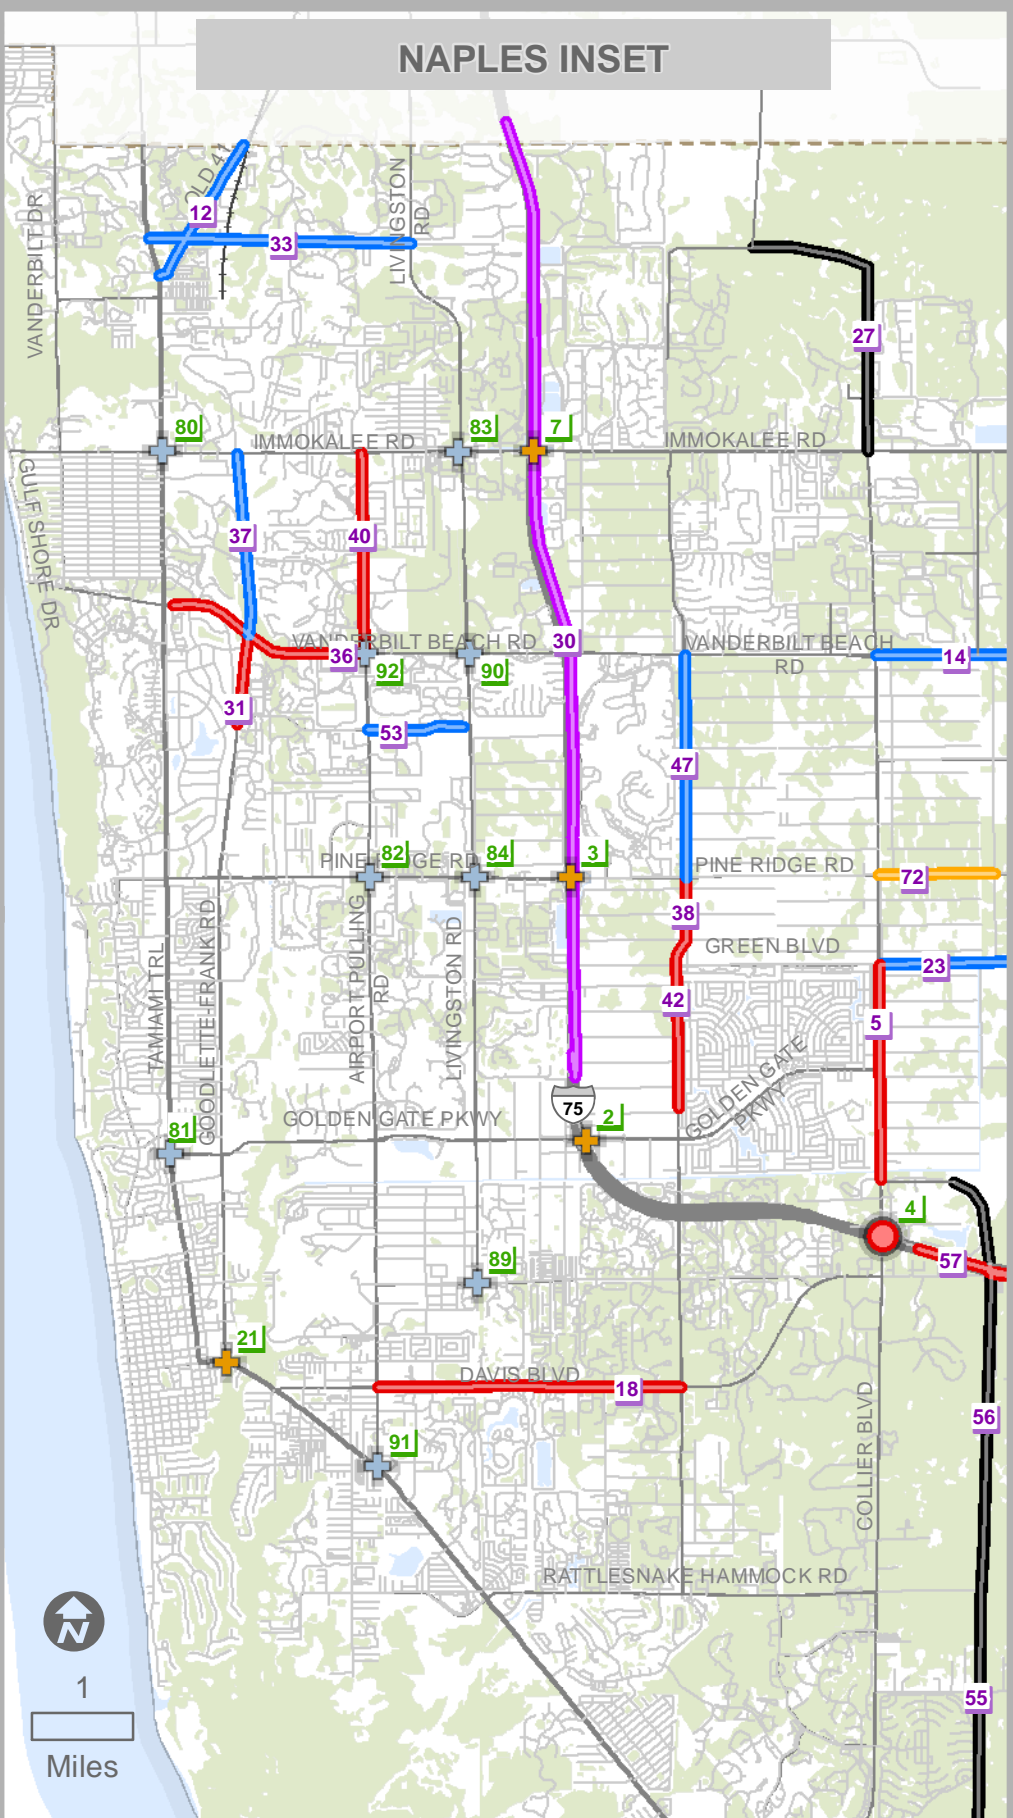 NAPLES INSET
OLD 41
LIVINGSTON
RD
VANDERBILT DR
12
33
27
80
83
7
IMMOKALEE RD
IMMOKALEE RD
GULF SHORE DR
37
40
VANDERBILT BEACH RD
30
VANDERBILT BEACH
RD
36
92
90
14
31
53
47
82
84
3
PINE RIDGE RD
PINE RIDGE RD
72
38
GREEN BLVD
23
TAMIAMI TRL
GOODLETTE-FRANK RD
AIRPORT PULLING
RD
LIVINGSTON RD
42
5
GOLDEN GATE
PKWY
75
GOLDEN GATE PKWY
2
81
4
57
89
21
DAVIS BLVD
18
COLLIER BLVD
56
91
RATTLESNAKE HAMMOCK RD
N
1
Miles
55